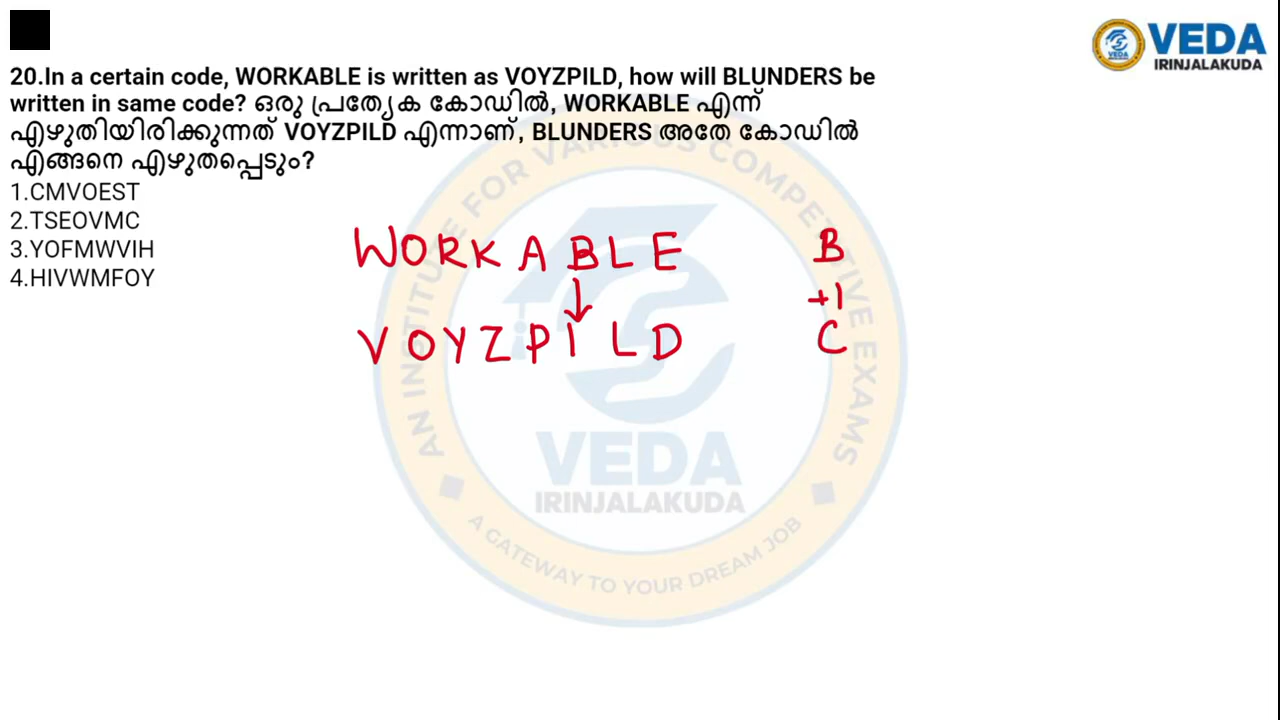 VEDA
IRINJALAKUDA
20.In a certain code, WORKABLE is written as VOYZPILD, how will BLUNDERS be
written in same code? ഒരു പ്രത്യേക കോഡിൽ, WORKABLE എന്ന്
എഴുതിയിരിക്കുന്നത് VOYZPILD എന്നാണ്, BLUNDERS അതേ കോഡിൽ
എങ്ങനെ എഴുതപ്പെടും?
1.CMVOEST
2.TSEOVMC
3.YOFMWVIH
4.HIVWMFOY
WORKABLE B
+1
VOYZPILD C
AN INSTITUTE FOR VARIOUS COMPETITIVE EXAMS
VEDA
IRINJALAKUDA
A GATEWAY TO YOUR DREAM JOB